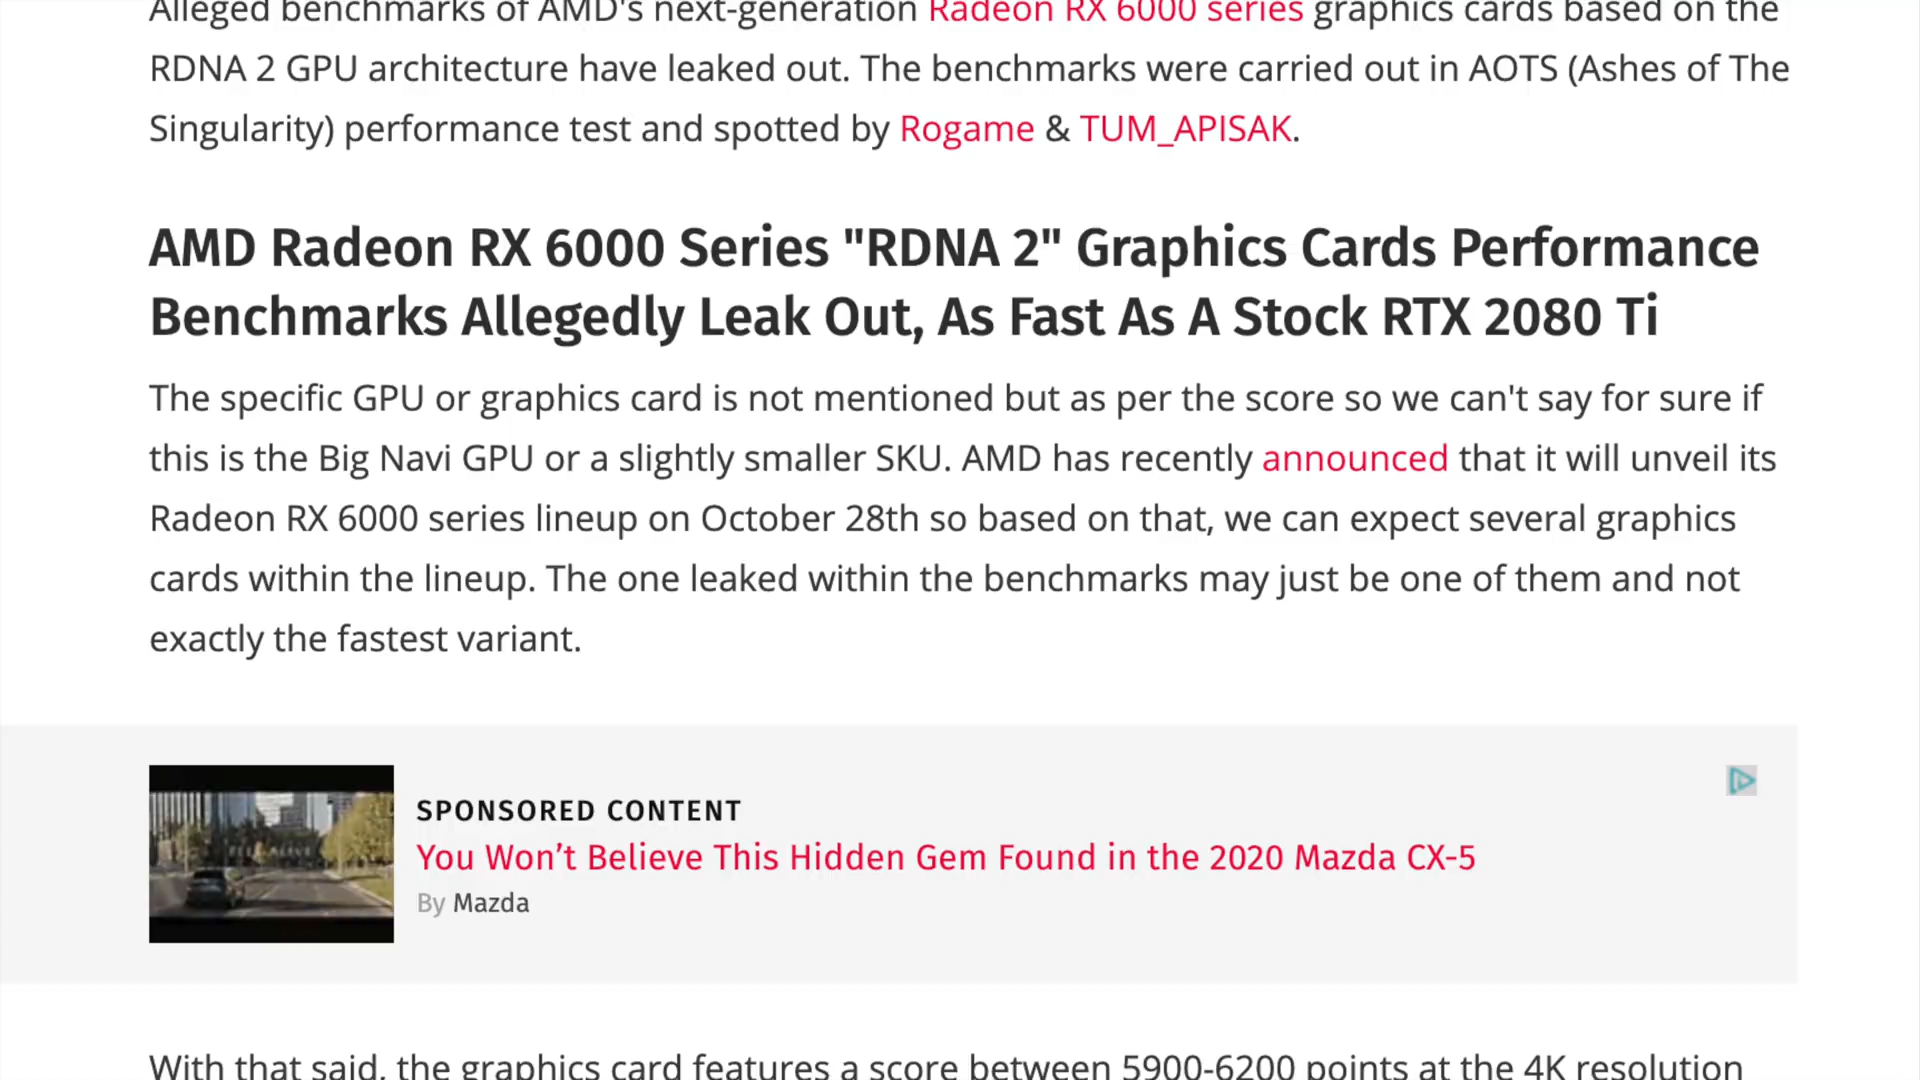 Alleged benchmarks of AMD's next-generation Radeon RX 6000 series graphics cards based on the
RDNA 2 GPU architecture have leaked out. The benchmarks were carried out in AOTS (Ashes of The
Singularity) performance test and spotted by Rogame & TUM_APISAK.
AMD Radeon RX 6000 Series "RDNA 2" Graphics Cards Performance
Benchmarks Allegedly Leak Out, As Fast As A Stock RTX 2080 Ti
The specific GPU or graphics card is not mentioned but as per the score so we can't say for sure if
this is the Big Navi GPU or a slightly smaller SKU. AMD has recently announced that it will unveil its
Radeon RX 6000 series lineup on October 28th so based on that, we can expect several graphics
cards within the lineup. The one leaked within the benchmarks may just be one of them and not
exactly the fastest variant.
SPONSORED CONTENT
You Won’t Believe This Hidden Gem Found in the 2020 Mazda CX-5
By Mazda
With that said, the graphics card features a score between 5900-6200 points at the 4K resolution